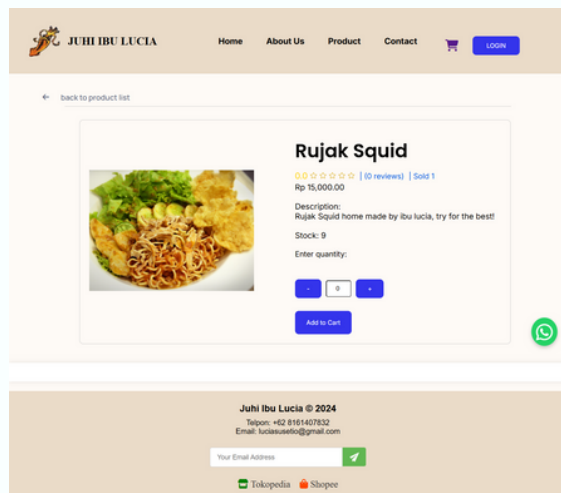 JUHI IBU LUCIA
Home About Us Product Contact
LOGIN
back to product list
Rujak Squid
0.0 | (0 reviews) | Sold 1
Rp 15,000.00
Description:
Rujak Squid home made by ibu lucia, try for the best!
Stock: 9
Enter quantity:
- 0 +
Add to Cart
Juhi Ibu Lucia © 2024
Telpon: +62 8161407832
Email: luciasusetio@gmail.com
Your Email Address
Tokopedia Shopee